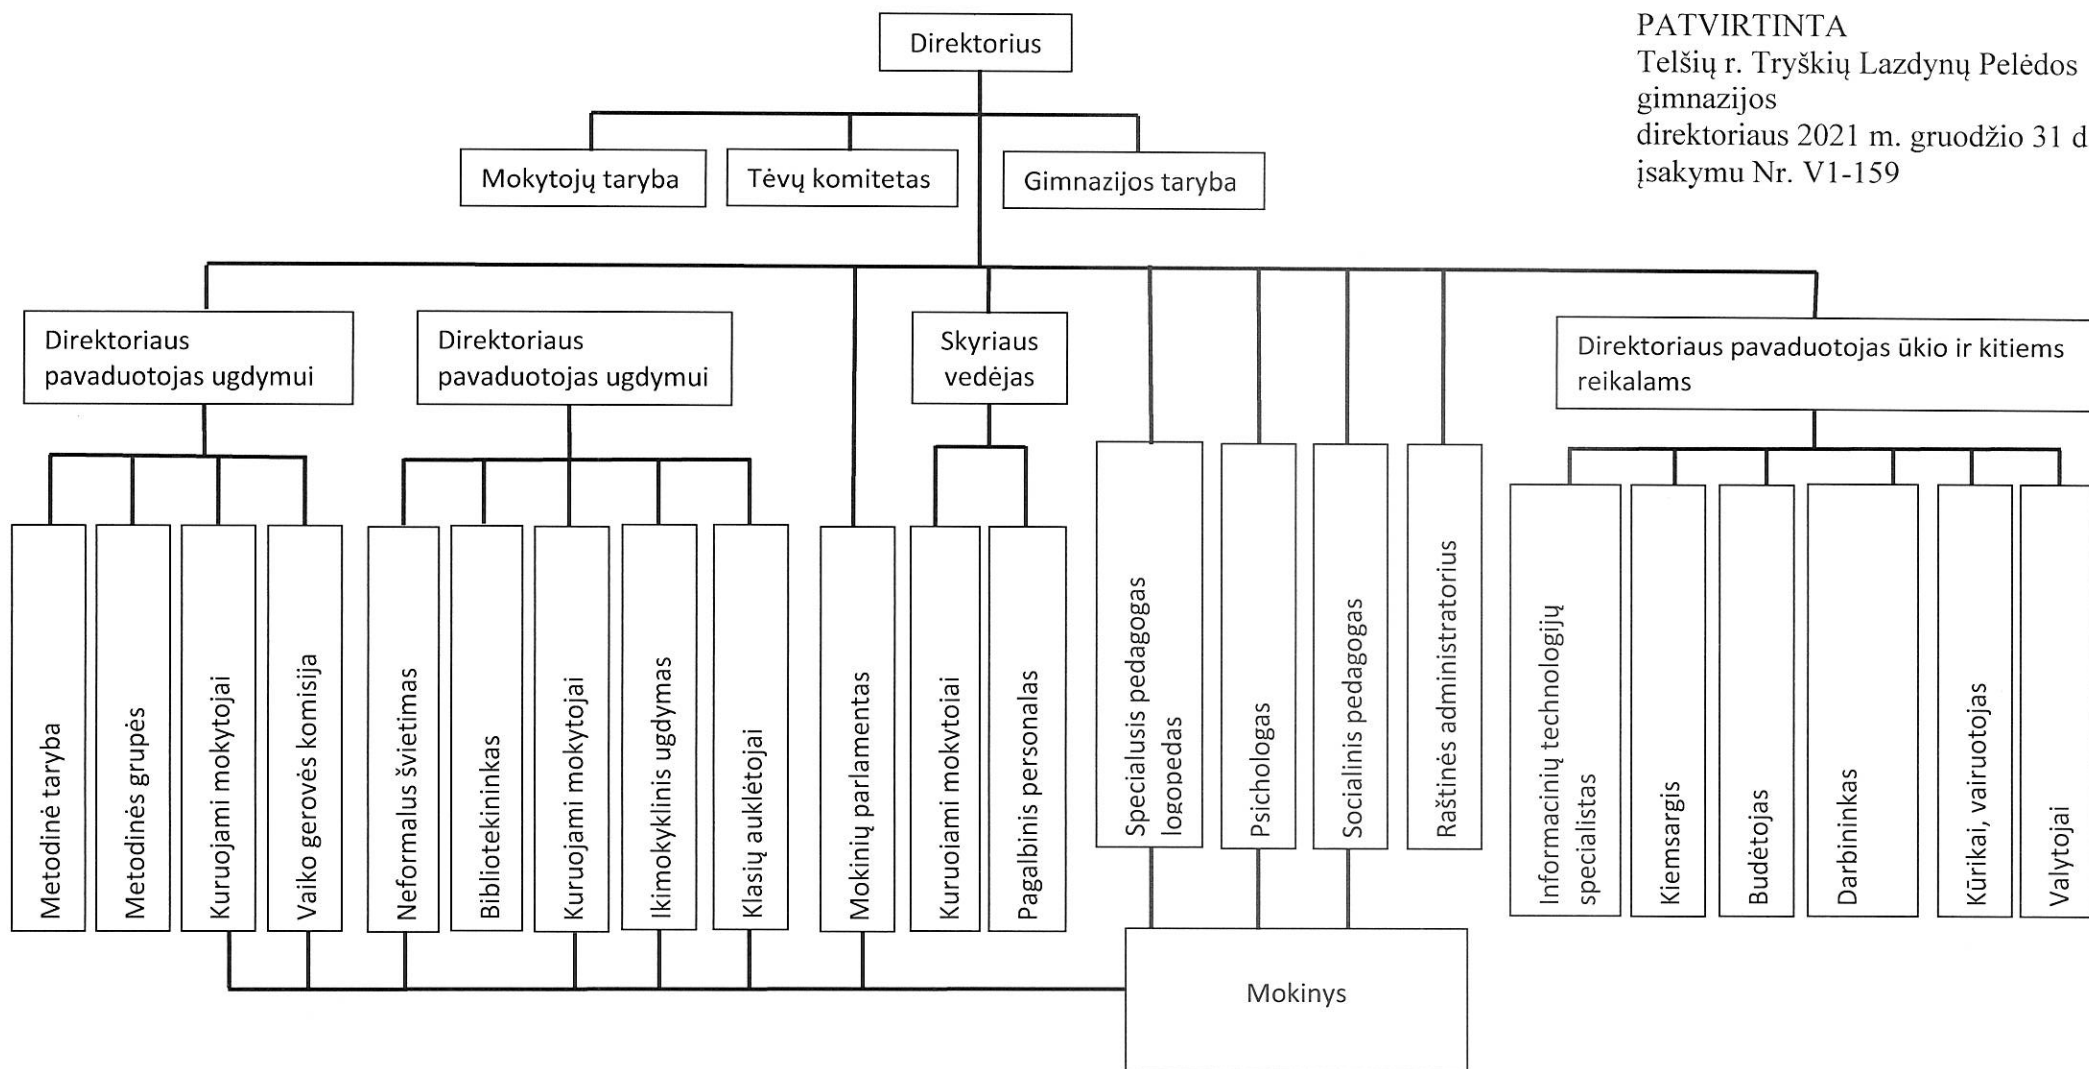 Direktorius
PATVIRTINTA
Telšių r. Tryškių Lazdynų Pelėdos
gimnazijos
direktoriaus 2021 m. gruodžio 31 d
įsakymu Nr. V1-159
Mokytojų taryba
Tėvų komitetas
Gimnazijos taryba
Direktoriaus
pavaduotojas ugdymui
Direktoriaus
pavaduotojas ugdymui
Skyriaus
vedėjas
Direktoriaus pavaduotojas ūkio ir kitiems
reikalams
Metodinė taryba
Metodinės grupės
Kuruojami mokytojai
Vaiko gerovės komisija
Neformalus švietimas
Bibliotekininkas
Kuruojami mokytojai
Ikimokyklinis ugdymas
Klasių auklėtojai
Mokinių parlamentas
Kuruoiami mokvtoiai
Pagalbinis personalas
Specialusis pedagogas
logopedas
Psichologas
Socialinis pedagogas
Raštinės administratorius
Informacinių technologijų
specialistas
Kiemsargis
Budėtojas
Darbininkas
Kūrikai, vairuotojas
Valytojai
Mokinys